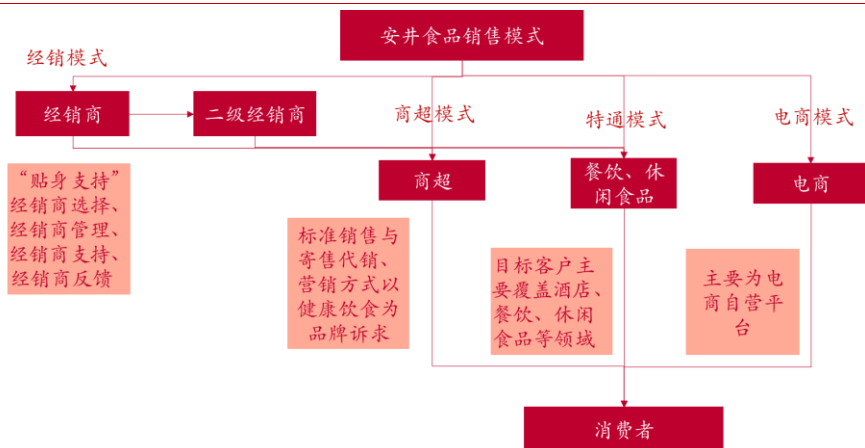 安井食品销售模式
经销模式
经销商
二级经销商
商超模式
特通模式
电商模式
商超
餐饮、休
闲食品
电商
“贴身支持”
经销商选择、
经销商管理、
经销商支持、
经销商反馈
标准销售与
寄售代销、
营销方式以
健康饮食为
品牌诉求
目标客户主
要覆盖酒店、
餐饮、休闲
食品等领域
主要为电
商自营平
台
消费者